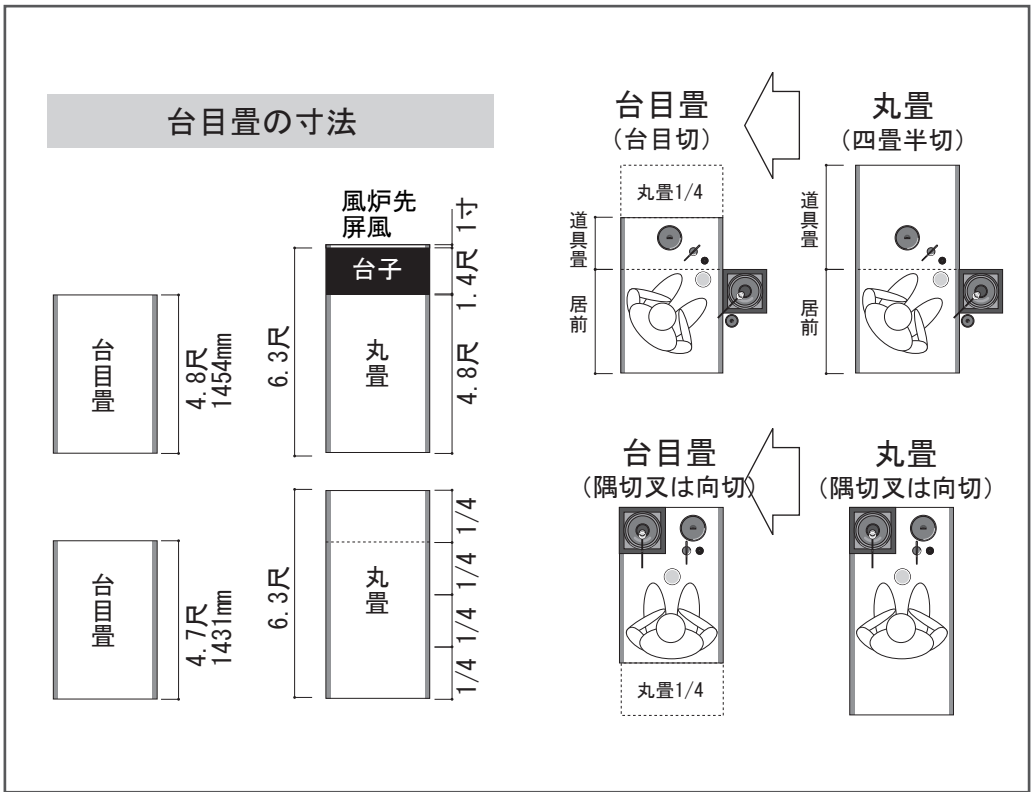 台目畳の寸法
風炉先
屏風
台子
丸畳
6.3尺
1寸
1.4尺
4.8尺
台目畳
4.8尺
1454mm
台目畳
4.7尺
1431mm
丸畳
6.3尺
1/4
1/4
1/4
1/4
台目畳
(台目切)
丸畳1/4
道具畳
居前
丸畳
(四畳半切)
道具畳
居前
台目畳
(隅切叉は向切)
丸畳1/4
丸畳
(隅切叉は向切)